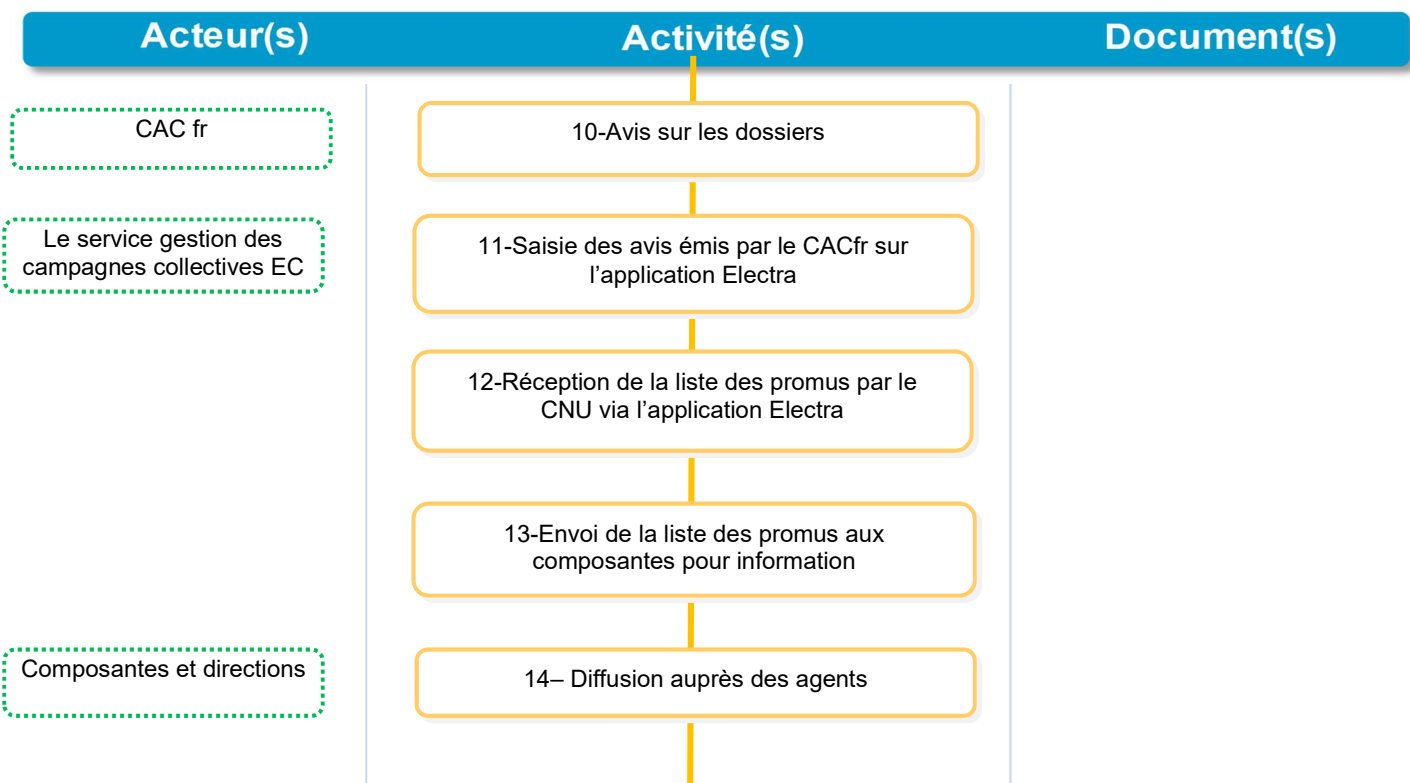 Acteur(s)
Activité(s)
Document(s)
CAC fr
10-Avis sur les dossiers
Le service gestion des
campagnes collectives EC
11-Saisie des avis émis par le CACfr sur
l’application Electra
12-Réception de la liste des promus par le
CNU via l’application Electra
13-Envoi de la liste des promus aux
composantes pour information
Composantes et directions
14– Diffusion auprès des agents